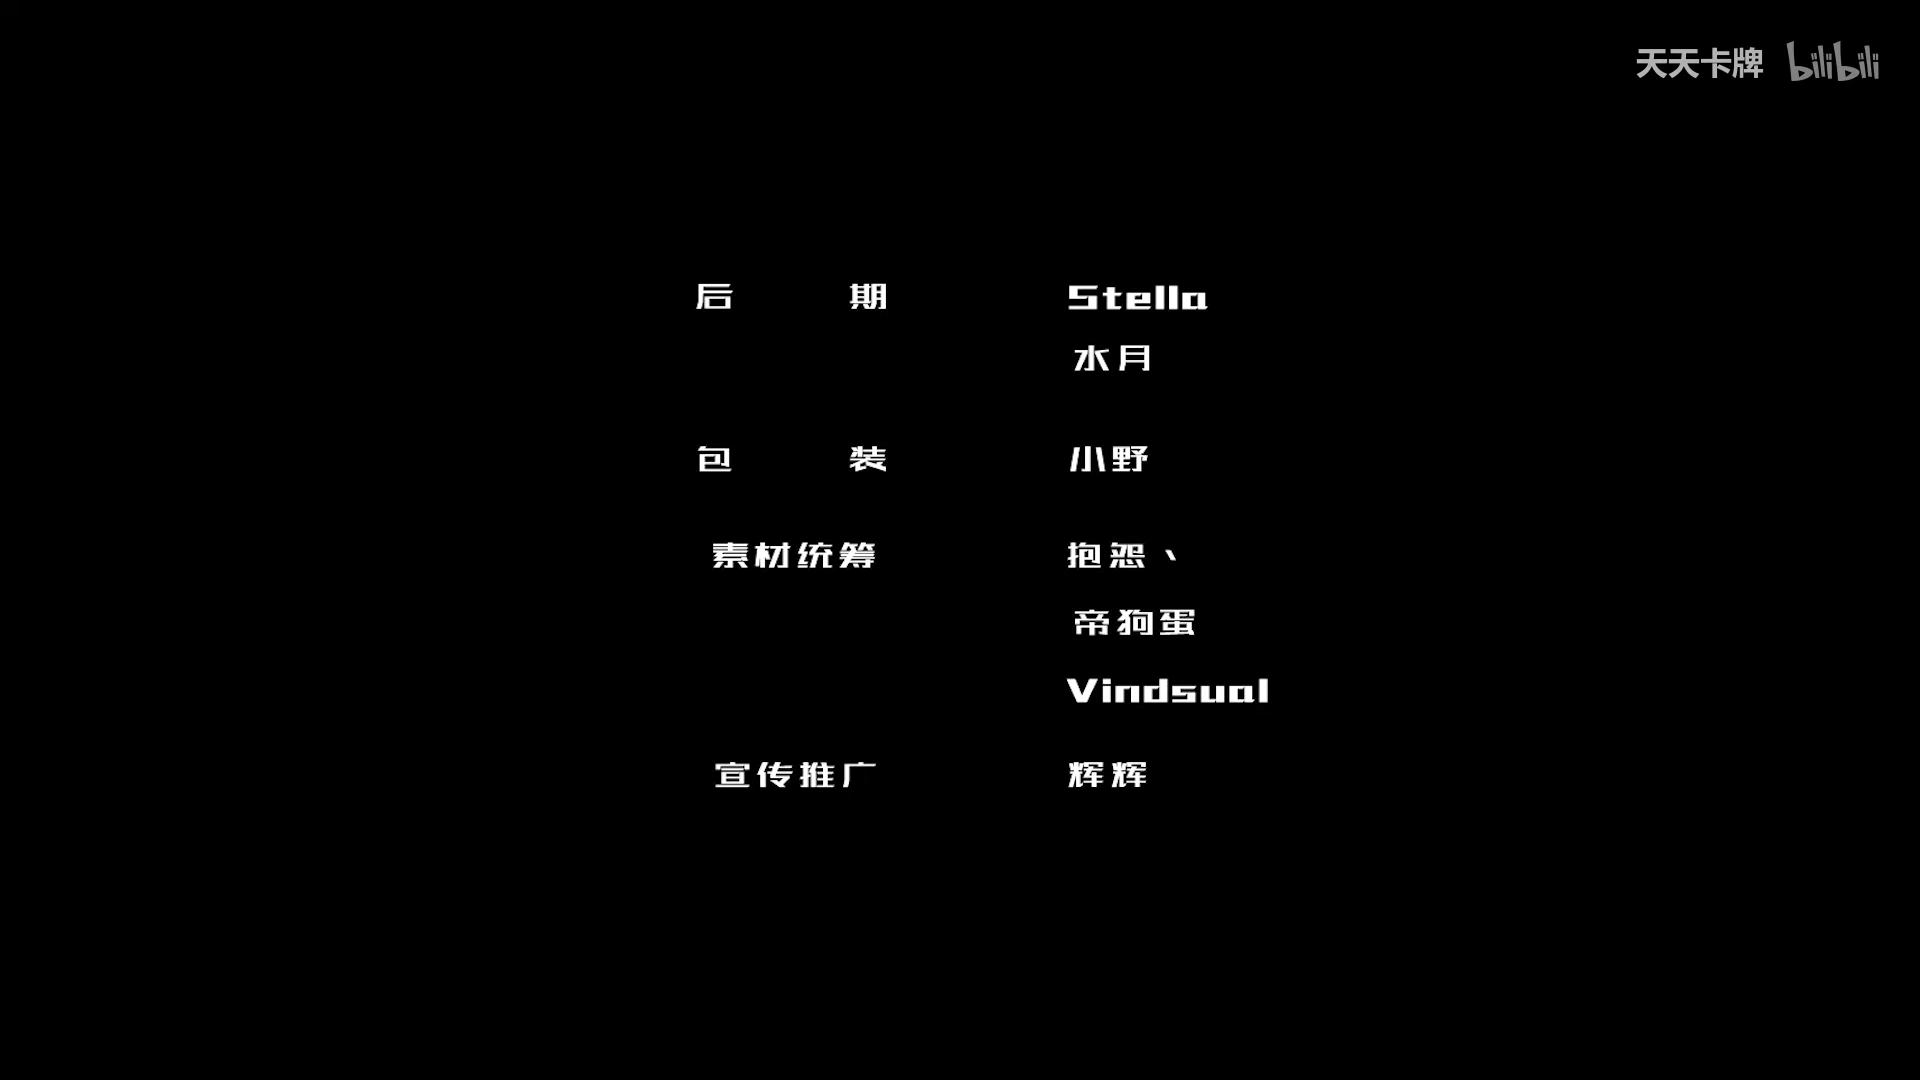 天天卡牌 bilibili
后 期 Stella
水月
包 装 小野
素材统筹 抱怨丶
帝狗蛋
Vindsual
宣传推广 辉辉